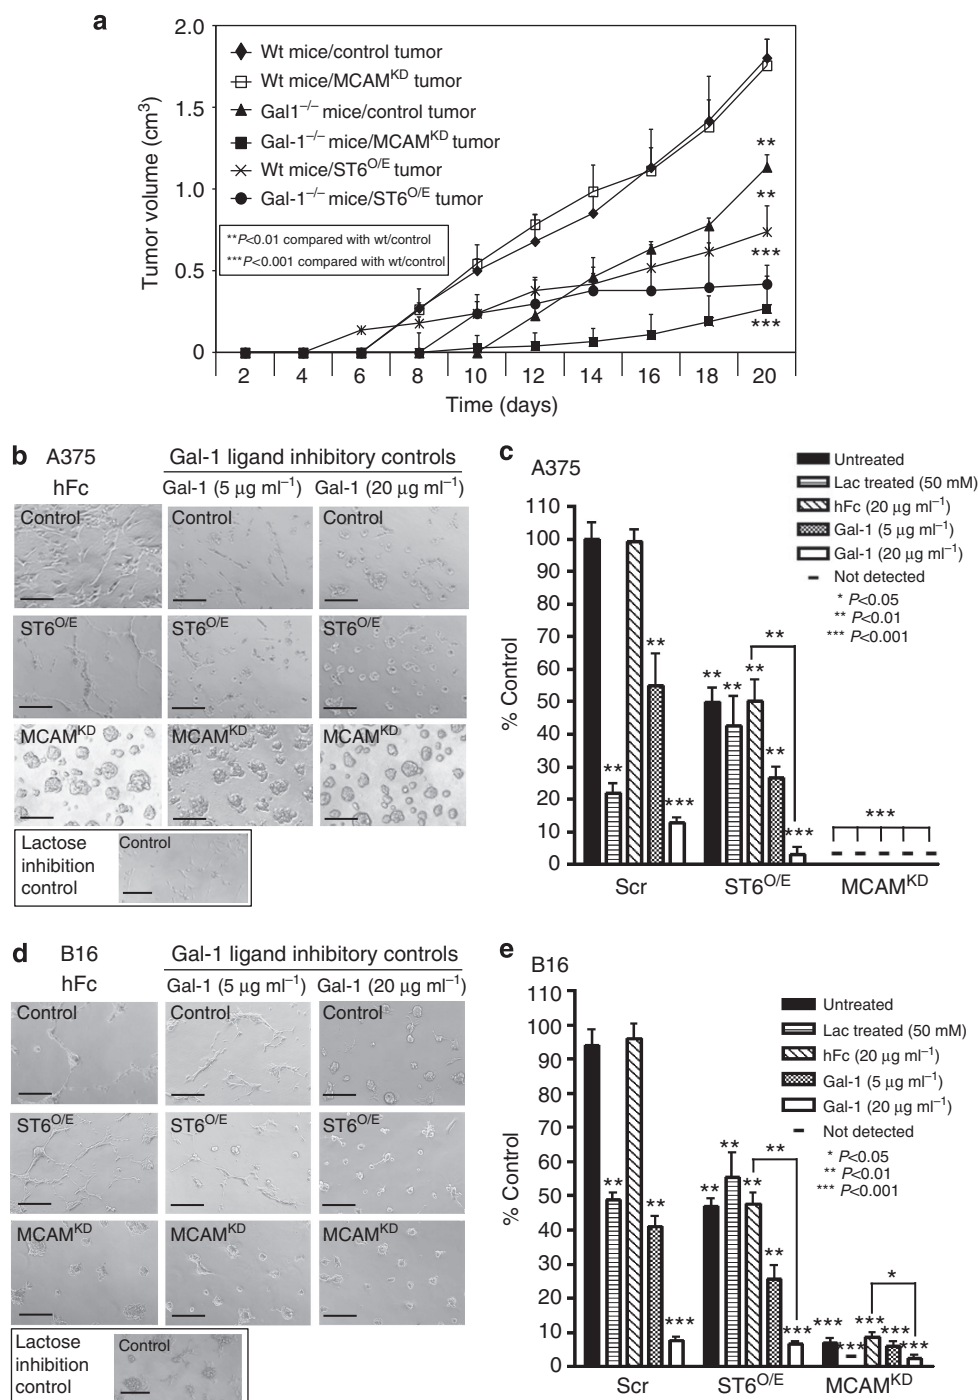 a
2.0
1.5
1.0
0.5
0
Tumor volume (cm³)
Wt mice/control tumor
Wt mice/MCAM^KD tumor
Gal1⁻/⁻ mice/control tumor
Gal-1⁻/⁻ mice/MCAM^KD tumor
Wt mice/ST6^O/E tumor
Gal-1⁻/⁻ mice/ST6^O/E tumor
**P<0.01 compared with wt/control
***P<0.001 compared with wt/control
**
**
***
***
2 4 6 8 10 12 14 16 18 20
Time (days)
b A375
hFc
Gal-1 ligand inhibitory controls
Gal-1 (5 μg ml⁻¹) Gal-1 (20 μg ml⁻¹)
Control Control Control
ST6^O/E ST6^O/E ST6^O/E
MCAM^KD MCAM^KD MCAM^KD
Lactose
inhibition
control
Control
c
A375
Untreated
Lac treated (50 mM)
hFc (20 μg ml⁻¹)
Gal-1 (5 μg ml⁻¹)
Gal-1 (20 μg ml⁻¹)
Not detected
* P<0.05
** P<0.01
*** P<0.001
110
100
90
80
70
60
50
40
30
20
10
0
% Control
** ** *** ** ** ** ** *** ** ***
Scr ST6^O/E MCAM^KD
d B16
hFc
Gal-1 ligand inhibitory controls
Gal-1 (5 μg ml⁻¹) Gal-1 (20 μg ml⁻¹)
Control Control Control
ST6^O/E ST6^O/E ST6^O/E
MCAM^KD MCAM^KD MCAM^KD
Lactose
inhibition
control
Control
e
B16
Untreated
Lac treated (50 mM)
hFc (20 μg ml⁻¹)
Gal-1 (5 μg ml⁻¹)
Gal-1 (20 μg ml⁻¹)
Not detected
* P<0.05
** P<0.01
*** P<0.001
110
100
90
80
70
60
50
40
30
20
10
0
% Control
** ** *** ** ** ** ** *** ** *** *** *** *** *** *
Scr ST6^O/E MCAM^KD